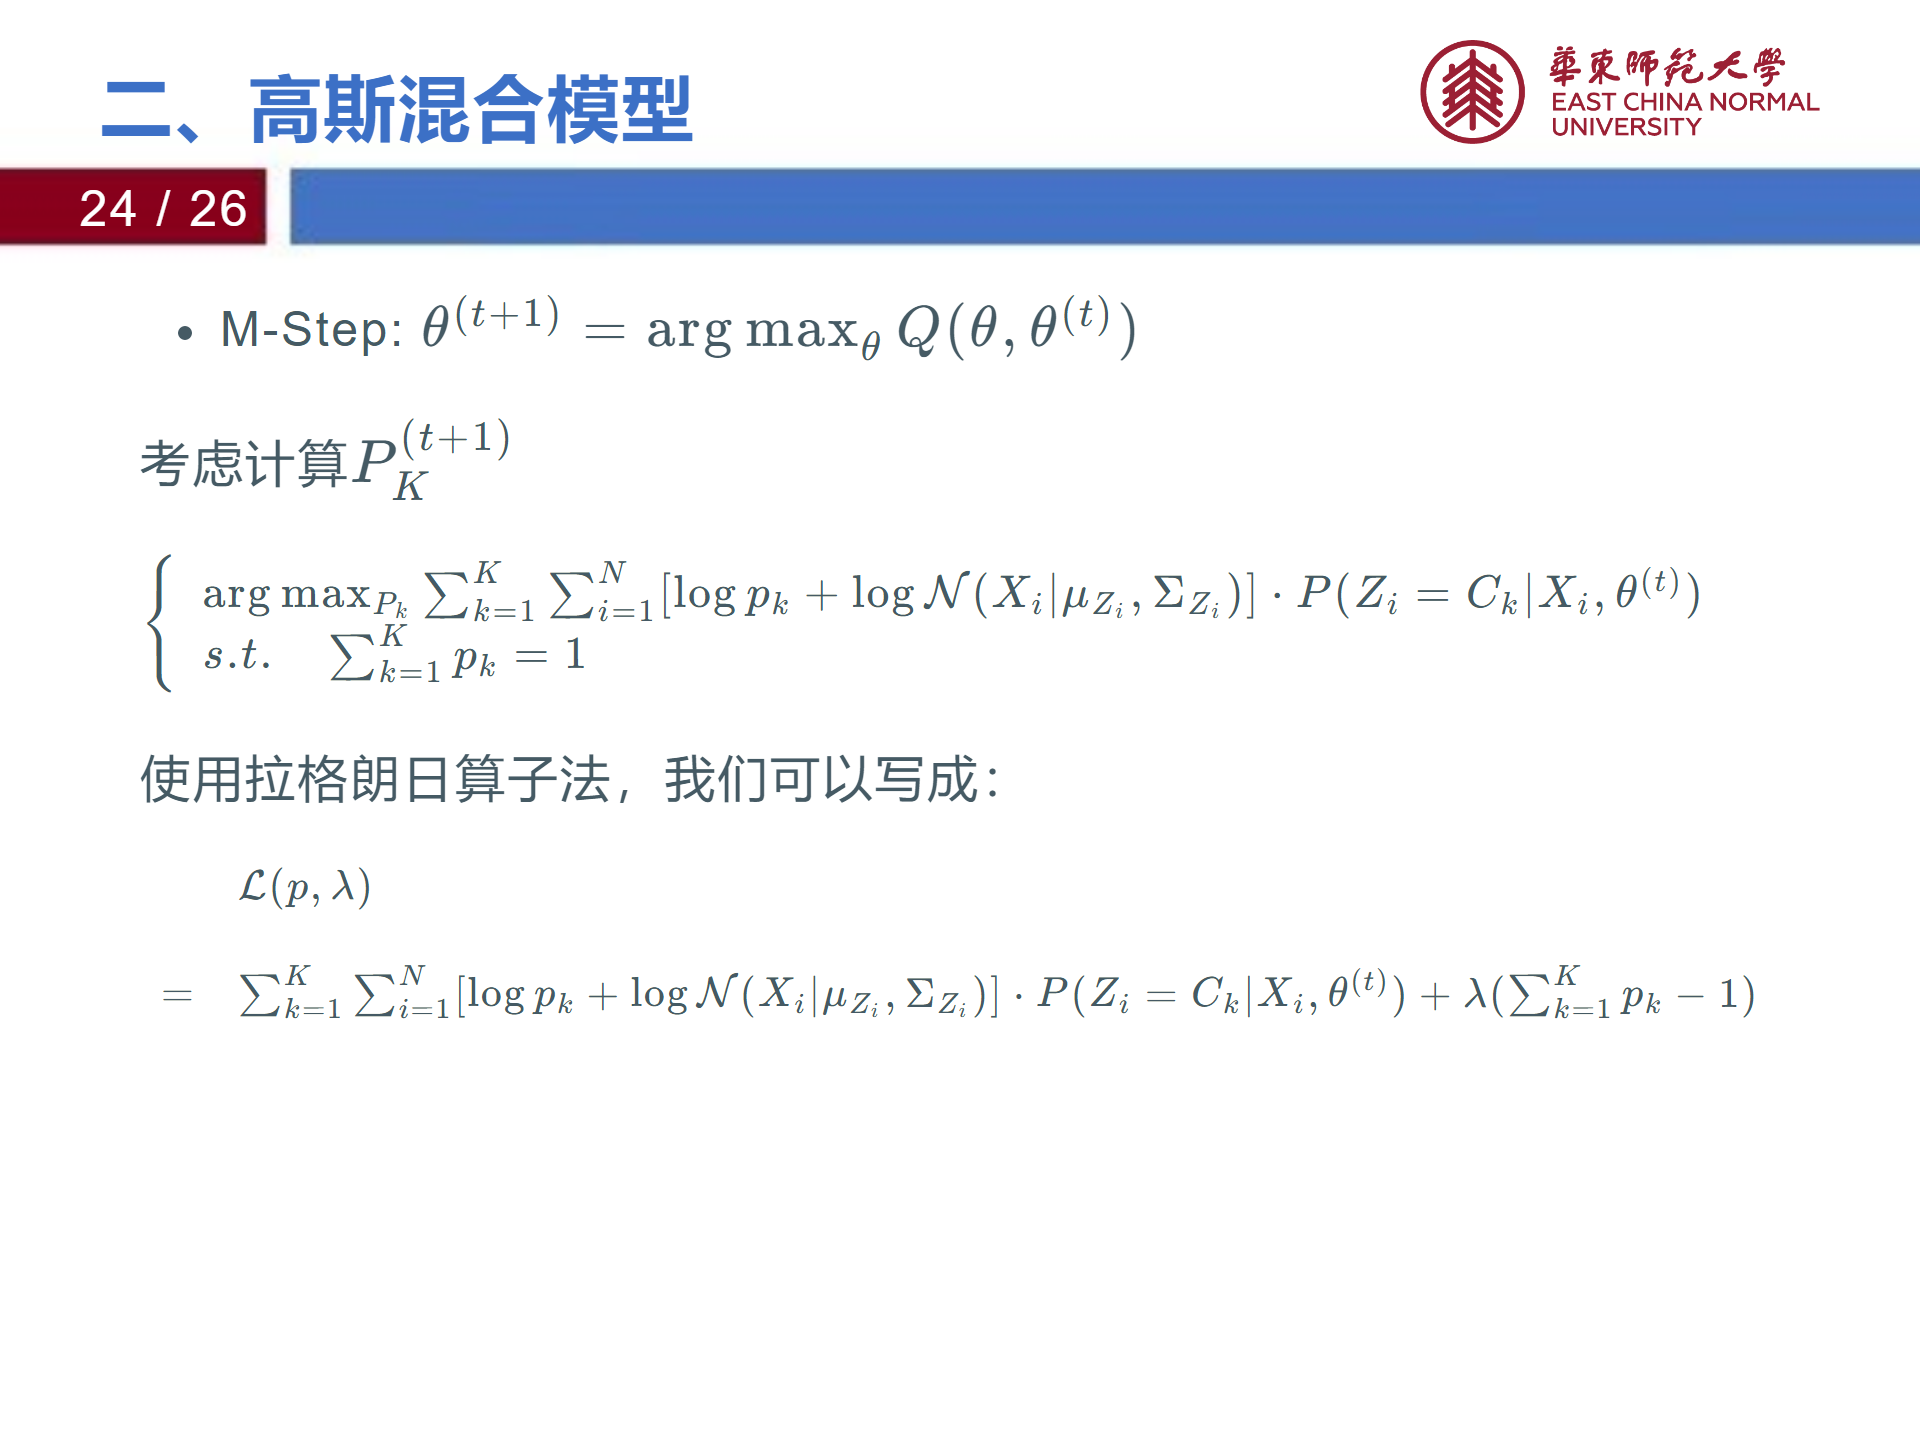 二、高斯混合模型
華東师范大學
EAST CHINA NORMAL
UNIVERSITY
24 / 26
• M-Step: θ^{(t+1)} = arg max_θ Q(θ, θ^{(t)})
考虑计算P_K^{(t+1)}
{ arg max_{P_k} ∑_{k=1}^K ∑_{i=1}^N [log p_k + log 𝒩(X_i|μ_{Z_i}, Σ_{Z_i})] · P(Z_i = C_k|X_i, θ^{(t)})
s.t. ∑_{k=1}^K p_k = 1
使用拉格朗日算子法，我们可以写成：
ℒ(p, λ)
= ∑_{k=1}^K ∑_{i=1}^N [log p_k + log 𝒩(X_i|μ_{Z_i}, Σ_{Z_i})] · P(Z_i = C_k|X_i, θ^{(t)}) + λ(∑_{k=1}^K p_k − 1)